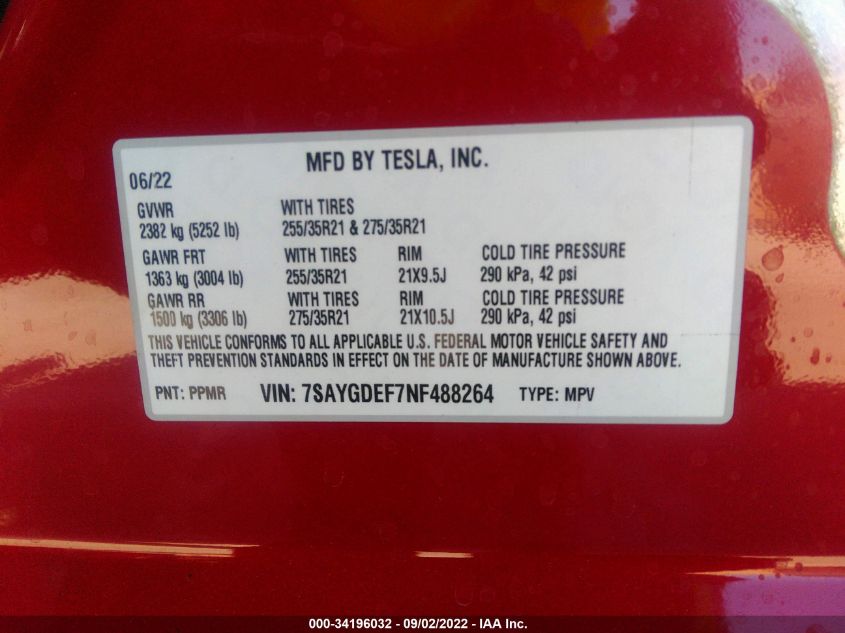 MFD BY TESLA, INC.
06/22
GVWR WITH TIRES
2382 kg (5252 lb) 255/35R21 & 275/35R21
GAWR FRT WITH TIRES RIM COLD TIRE PRESSURE
1363 kg (3004 lb) 255/35R21 21X9.5J 290 kPa, 42 psi
GAWR RR WITH TIRES RIM COLD TIRE PRESSURE
1500 kg (3306 lb) 275/35R21 21X10.5J 290 kPa, 42 psi
THIS VEHICLE CONFORMS TO ALL APPLICABLE U.S. FEDERAL MOTOR VEHICLE SAFETY AND
THEFT PREVENTION STANDARDS IN EFFECT ON THE DATE OF MANUFACTURE SHOWN ABOVE.
PNT: PPMR VIN: 7SAYGDEF7NF488264 TYPE: MPV
000-34196032 - 09/02/2022 - IAA Inc.